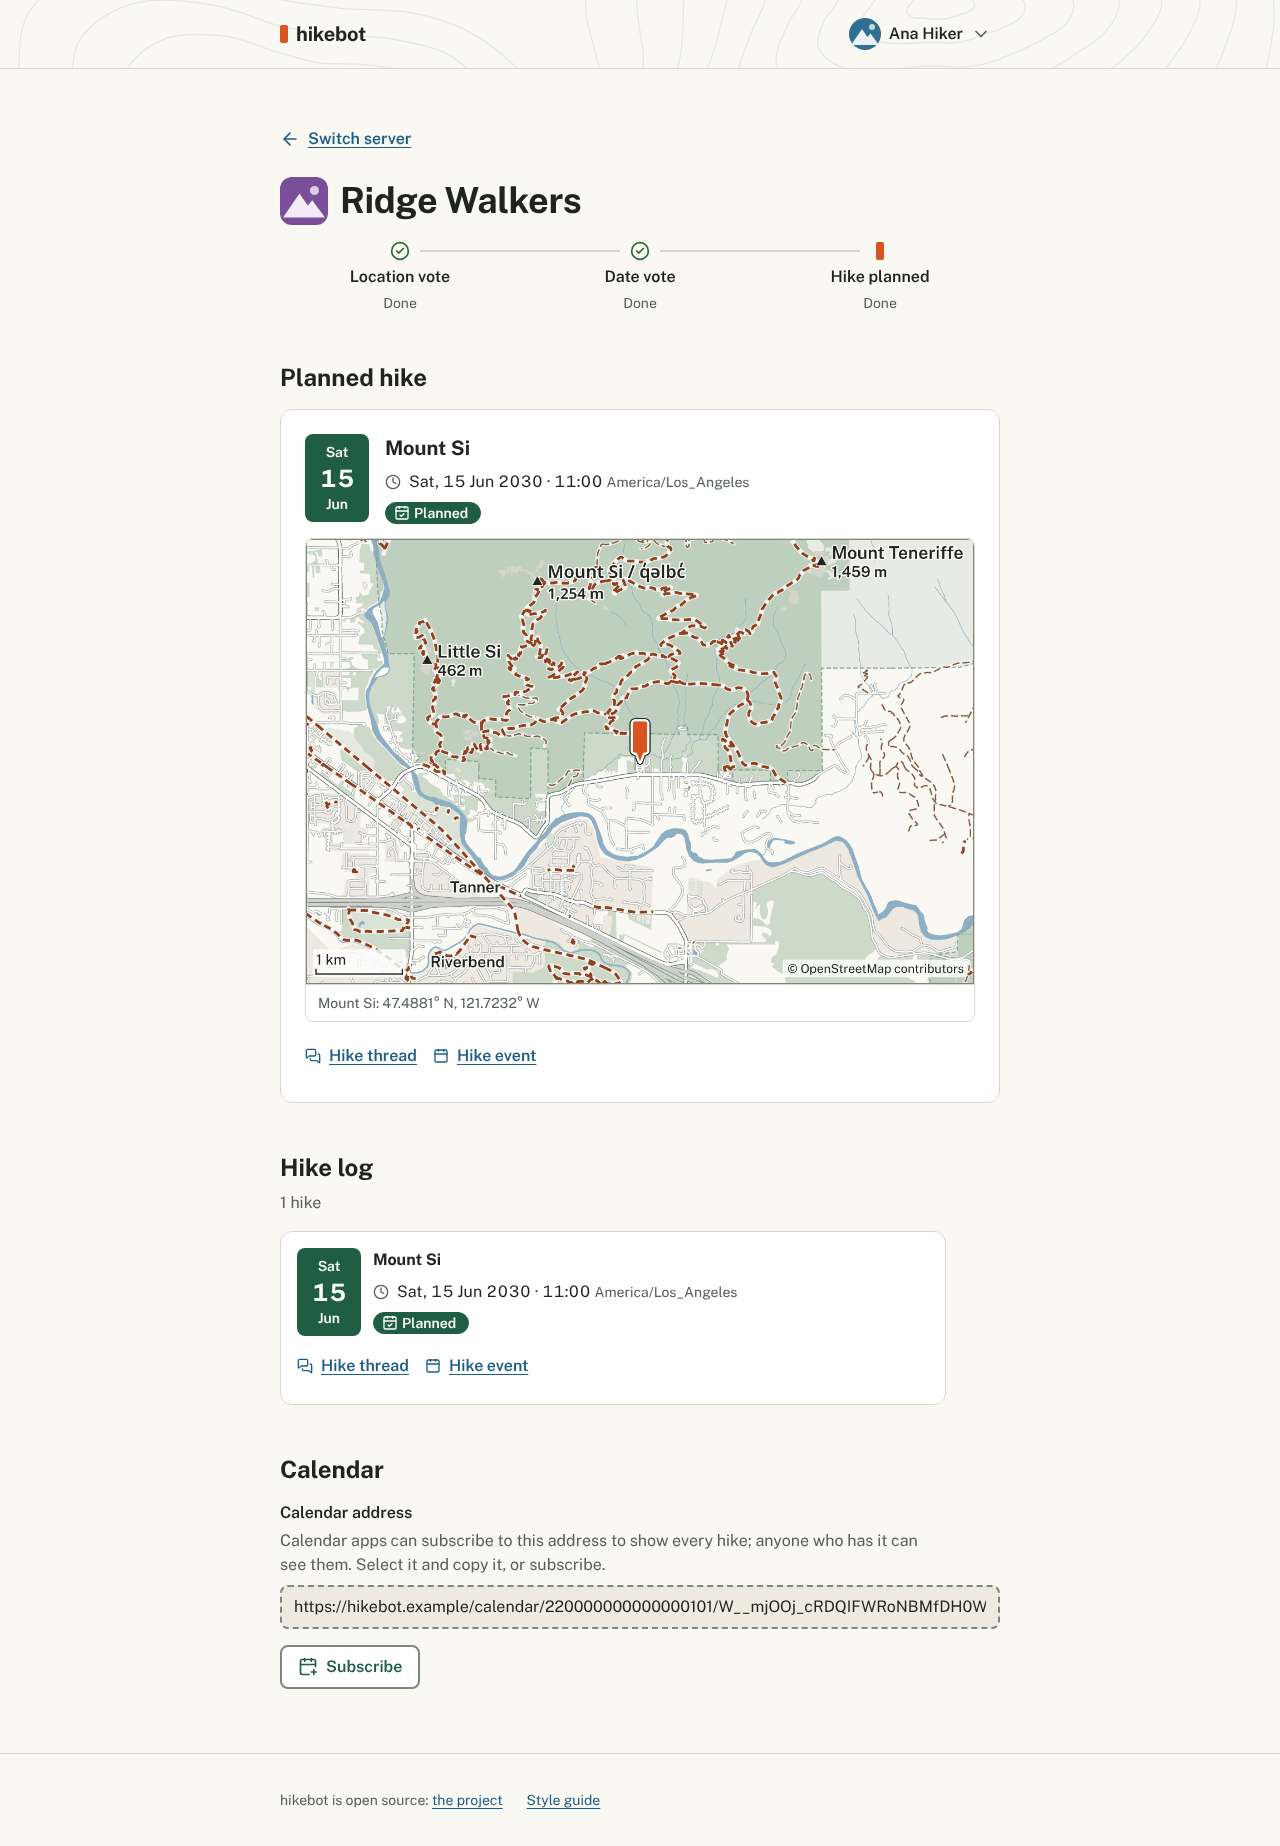 hikebot
Ana Hiker
Switch server
Ridge Walkers
Location vote
Done
Date vote
Done
Hike planned
Done
Planned hike
Sat
15
Jun
Mount Si
Sat, 15 Jun 2030 · 11:00 America/Los_Angeles
Planned
Mount Teneriffe
1,459 m
Mount Si / q̓əlbc̓
1,254 m
Little Si
462 m
Tanner
Riverbend
1 km
© OpenStreetMap contributors
Mount Si: 47.4881° N, 121.7232° W
Hike thread
Hike event
Hike log
1 hike
Sat
15
Jun
Mount Si
Sat, 15 Jun 2030 · 11:00 America/Los_Angeles
Planned
Hike thread
Hike event
Calendar
Calendar address
Calendar apps can subscribe to this address to show every hike; anyone who has it can
see them. Select it and copy it, or subscribe.
https://hikebot.example/calendar/220000000000000101/W__mjOOj_cRDQIFWRoNBMfDH0W
Subscribe
hikebot is open source: the project
Style guide